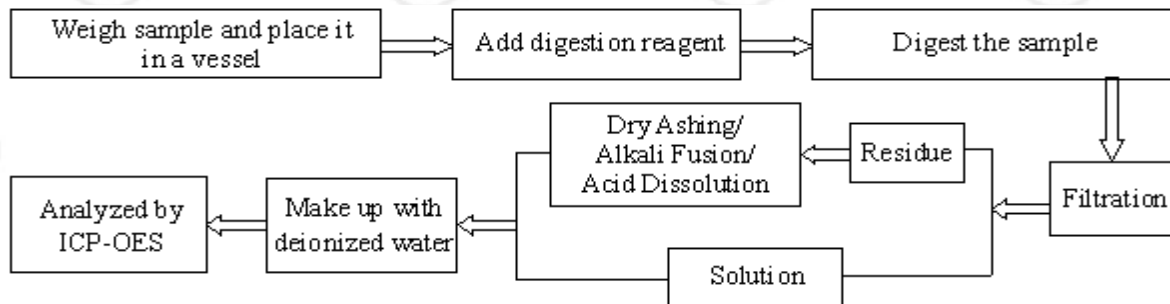 Weigh sample and place it
in a vessel
Add digestion reagent
Digest the sample
Filtration
Residue
Dry Ashing/
Alkali Fusion/
Acid Dissolution
Solution
Make up with
deionized water
Analyzed by
ICP-OES